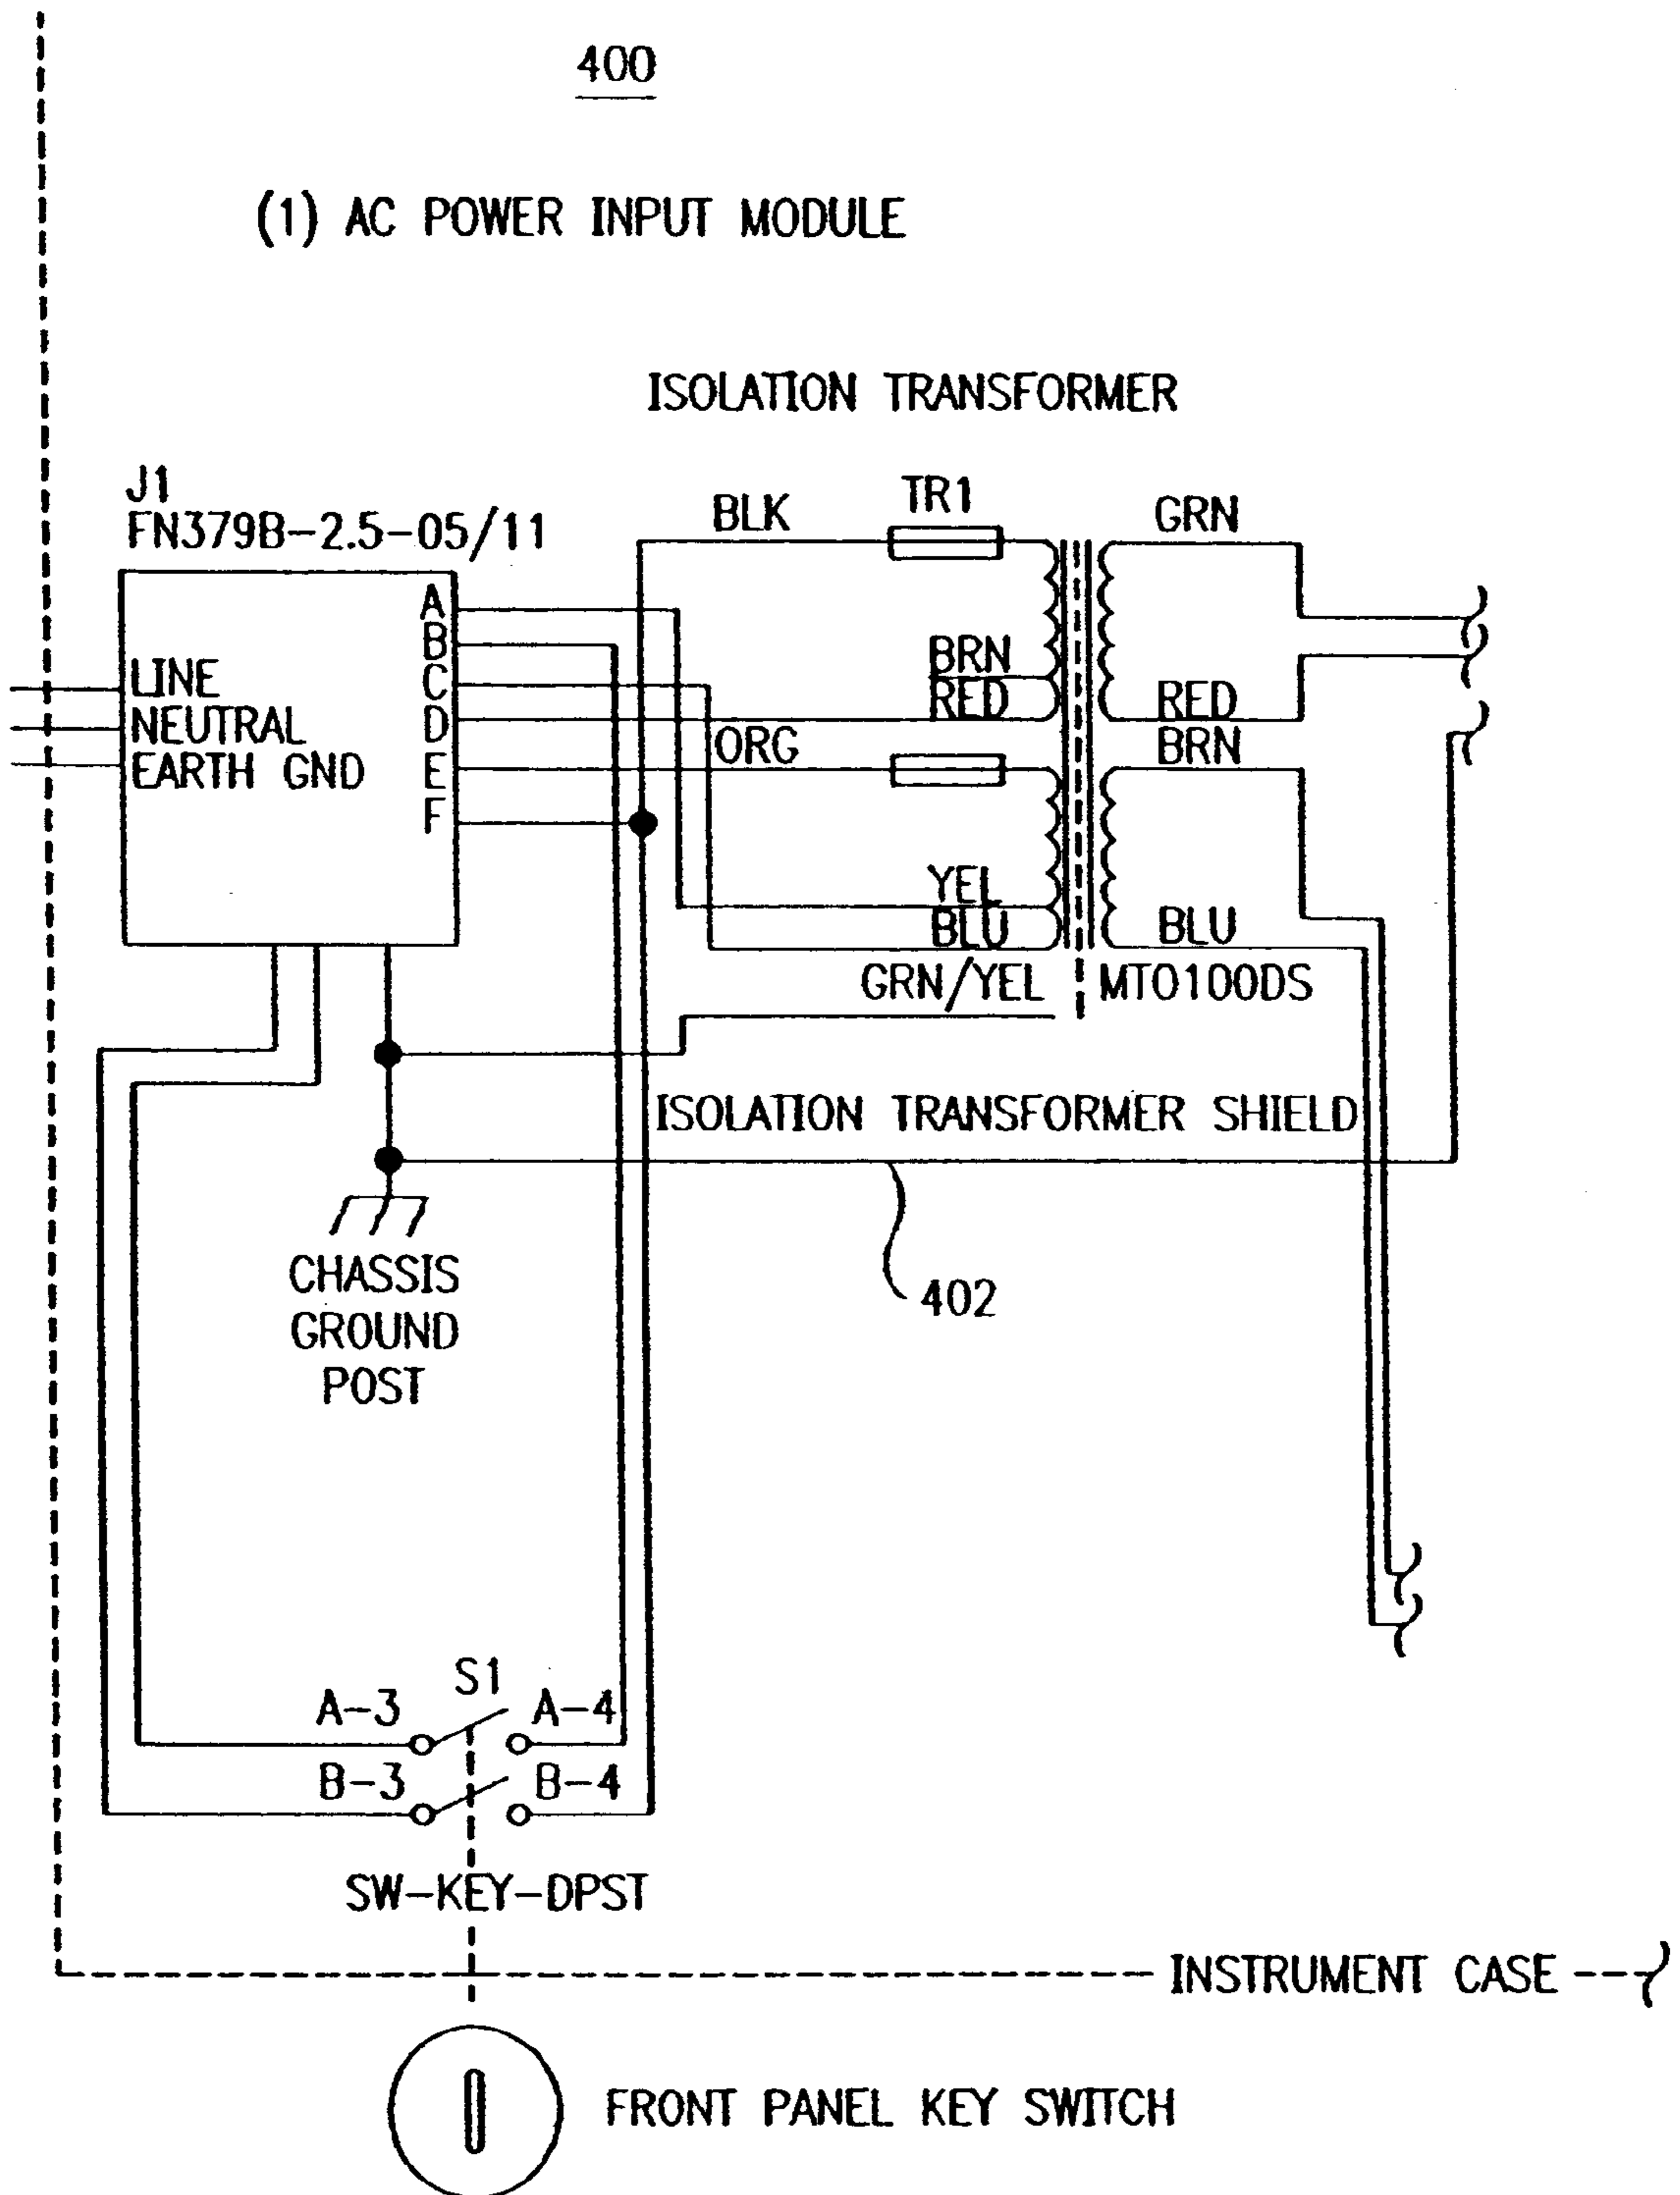 400
(1) AC POWER INPUT MODULE
ISOLATION TRANSFORMER
J1
FN379B-2.5-05/11
BLK
TR1
GRN
A
B
C
D
E
F
LINE
NEUTRAL
EARTH GND
BRN
RED
RED
ORG
BRN
YEL
BLU
BLU
GRN/YEL
MT0100DS
ISOLATION TRANSFORMER SHIELD
402
CHASSIS
GROUND
POST
S1
A-3
A-4
B-3
B-4
SW-KEY-DPST
INSTRUMENT CASE
FRONT PANEL KEY SWITCH